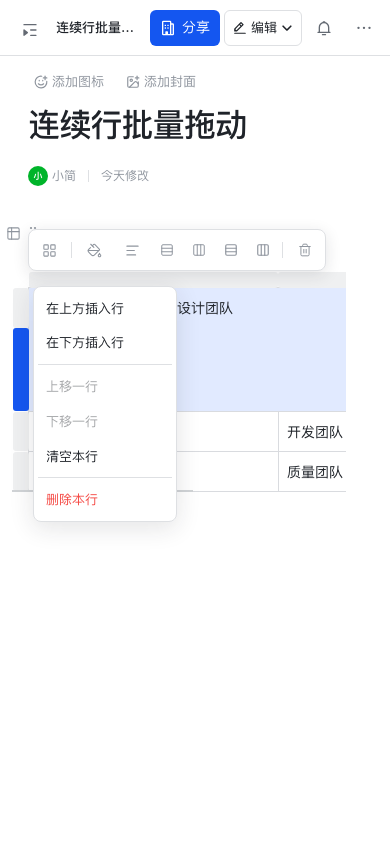 连续行批量...
分享
编辑
添加图标
添加封面
连续行批量拖动
小
小简
今天修改
在上方插入行
设计团队
在下方插入行
上移一行
下移一行
开发团队
清空本行
质量团队
删除本行